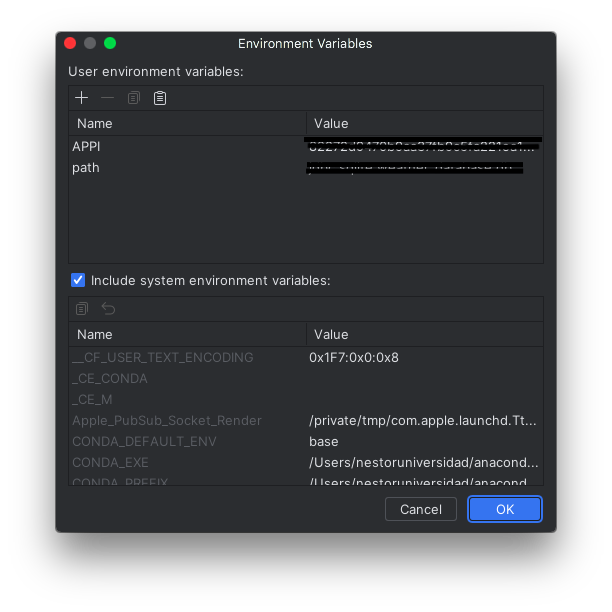 Environment Variables
User environment variables:
Name Value
APPI
path
Include system environment variables:
Name Value
__CF_USER_TEXT_ENCODING 0x1F7:0x0:0x8
_CE_CONDA
_CE_M
Apple_PubSub_Socket_Render /private/tmp/com.apple.launchd.Tt...
CONDA_DEFAULT_ENV base
CONDA_EXE /Users/nestoruniversidad/anacond...
CONDA_PREFIX /Users/nestoruniversidad/anacond...
Cancel OK